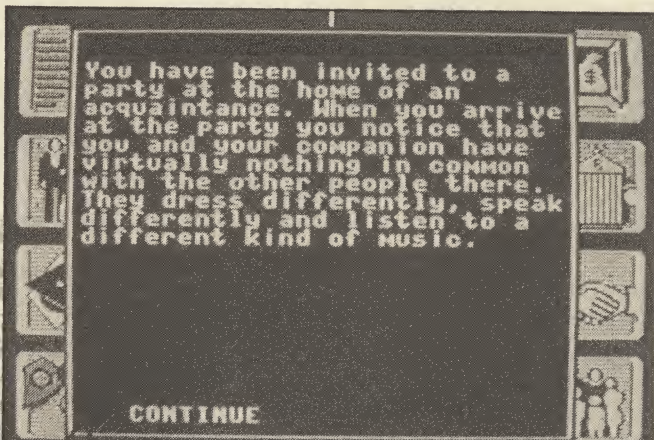 You have been invited to a
party at the home of an
acquaintance. When you arrive
at the party you notice that
you and your companion have
virtually nothing in common
with the other people there.
They dress differently, speak
differently and listen to a
different kind of music.
CONTINUE